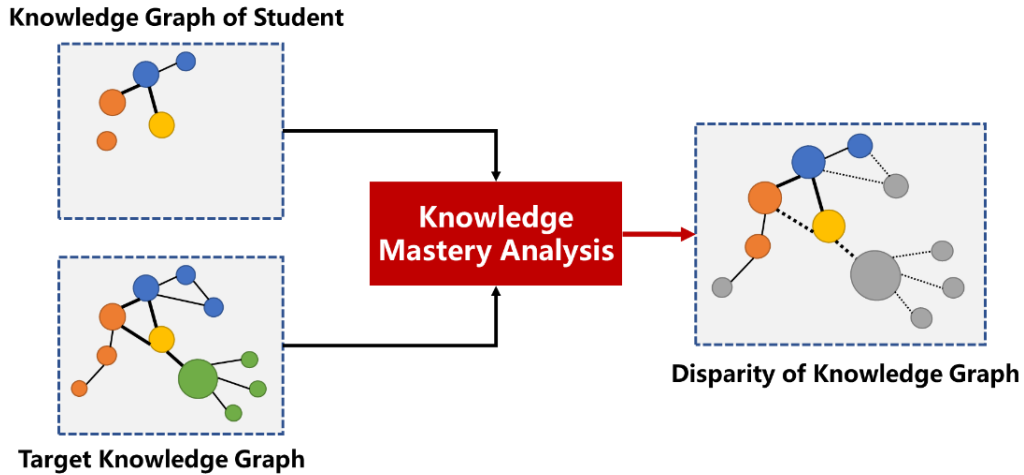 Knowledge Graph of Student
Knowledge
Mastery Analysis
Disparity of Knowledge Graph
Target Knowledge Graph